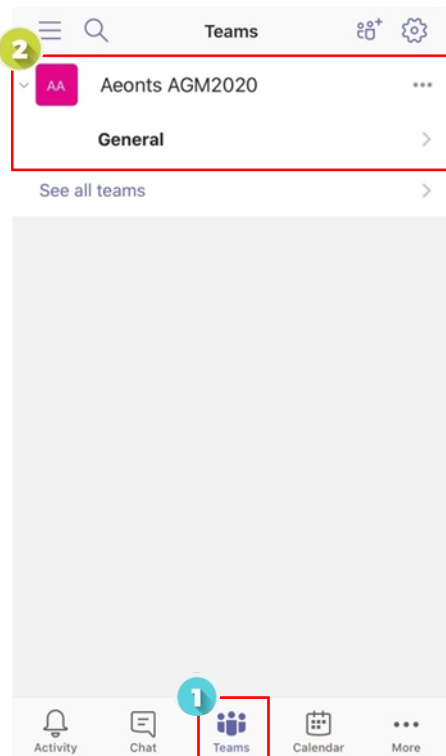 Teams
2
AA Aeonts AGM2020
General
See all teams
1
Activity Chat Teams Calendar More